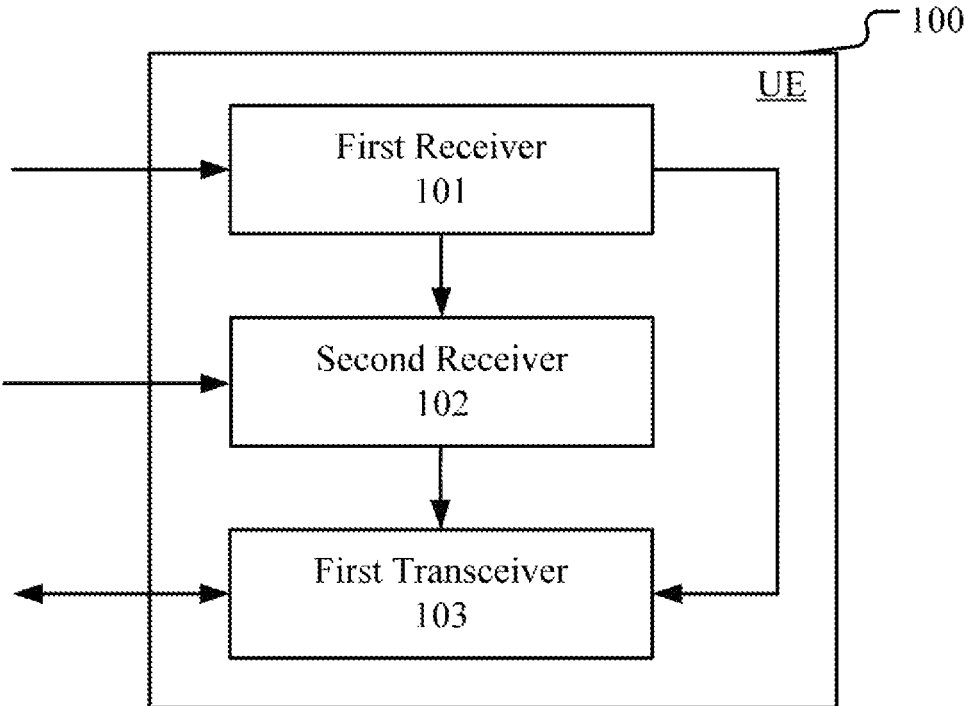 100
UE
First Receiver
101
Second Receiver
102
First Transceiver
103